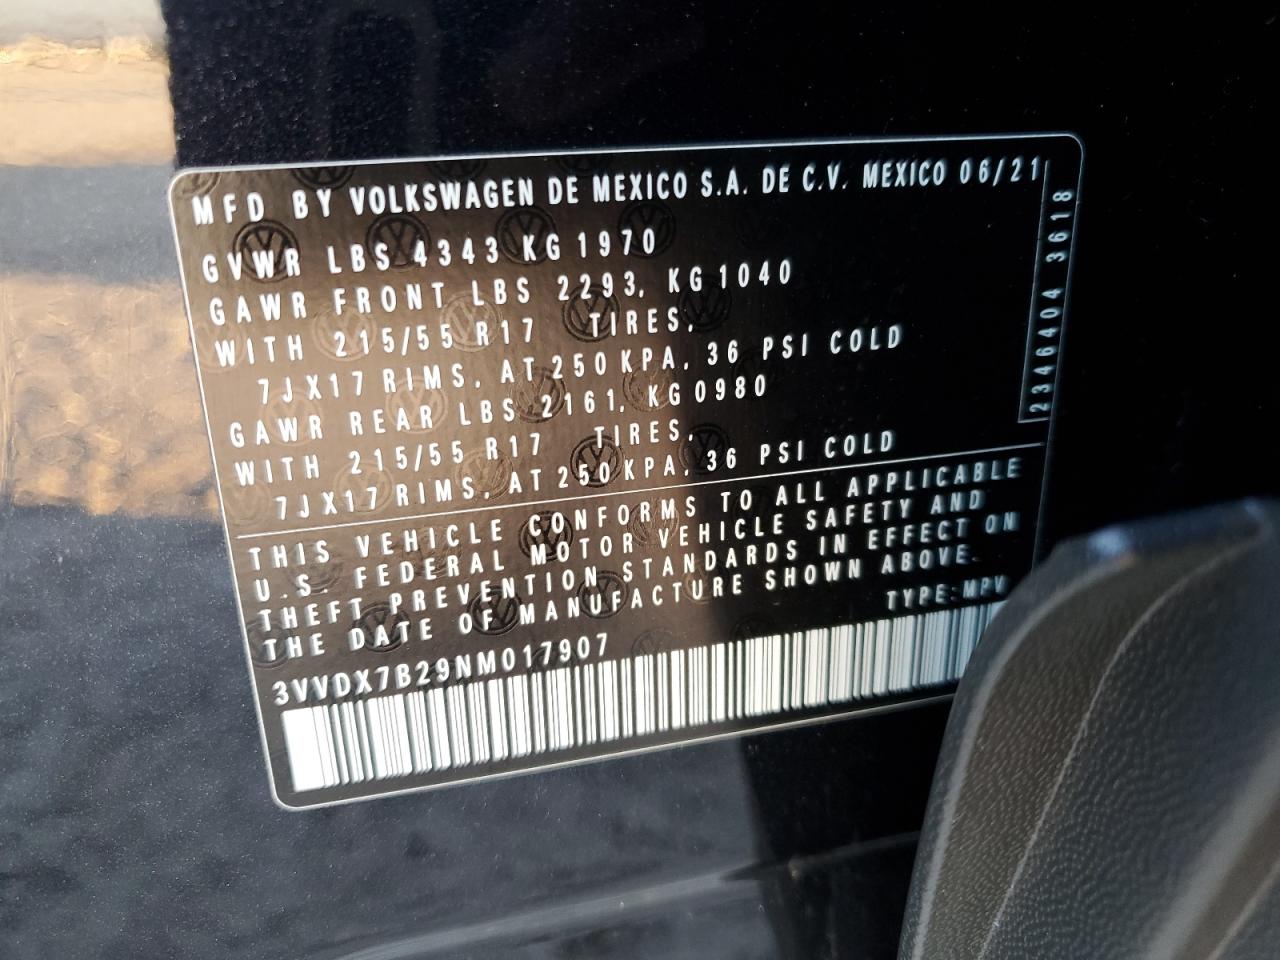 MFD BY VOLKSWAGEN DE MEXICO S.A. DE C.V. MEXICO 06/21
GVWR LBS 4343 KG 1970
GAWR FRONT LBS 2293, KG 1040
WITH 215/55 R17 TIRES,
7JX17 RIMS, AT 250 KPA, 36 PSI COLD
GAWR REAR LBS 2161, KG 0980
WITH 215/55 R17 TIRES,
7JX17 RIMS, AT 250 KPA, 36 PSI COLD
THIS VEHICLE CONFORMS TO ALL APPLICABLE
U.S. FEDERAL MOTOR VEHICLE SAFETY AND
THEFT PREVENTION STANDARDS IN EFFECT ON
THE DATE OF MANUFACTURE SHOWN ABOVE.
TYPE: MPV
3VVDX7B29NM017907
2346404 3618